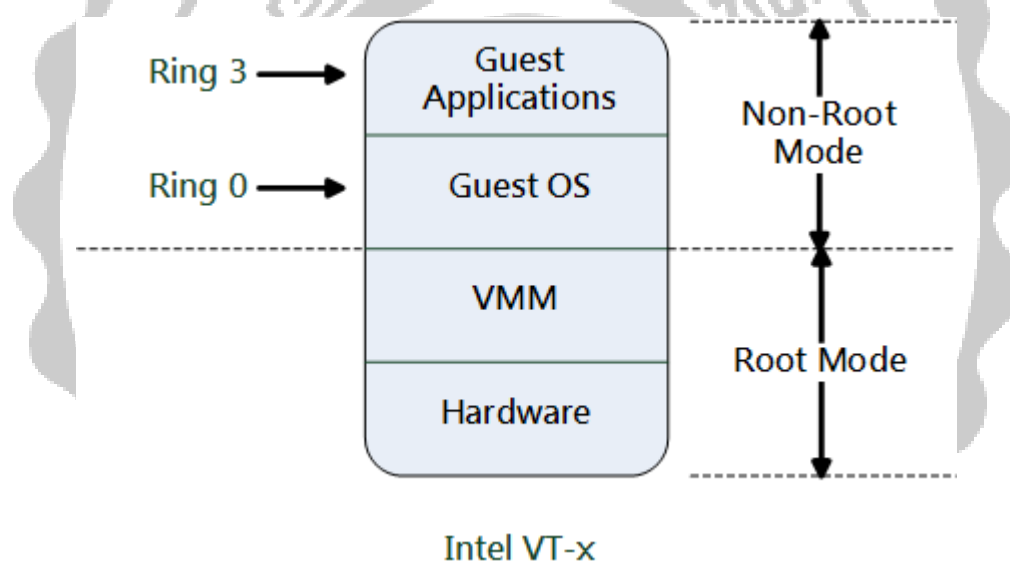 Ring 3
Guest
Applications
Non-Root
Mode
Ring 0
Guest OS
VMM
Root Mode
Hardware
Intel VT-x